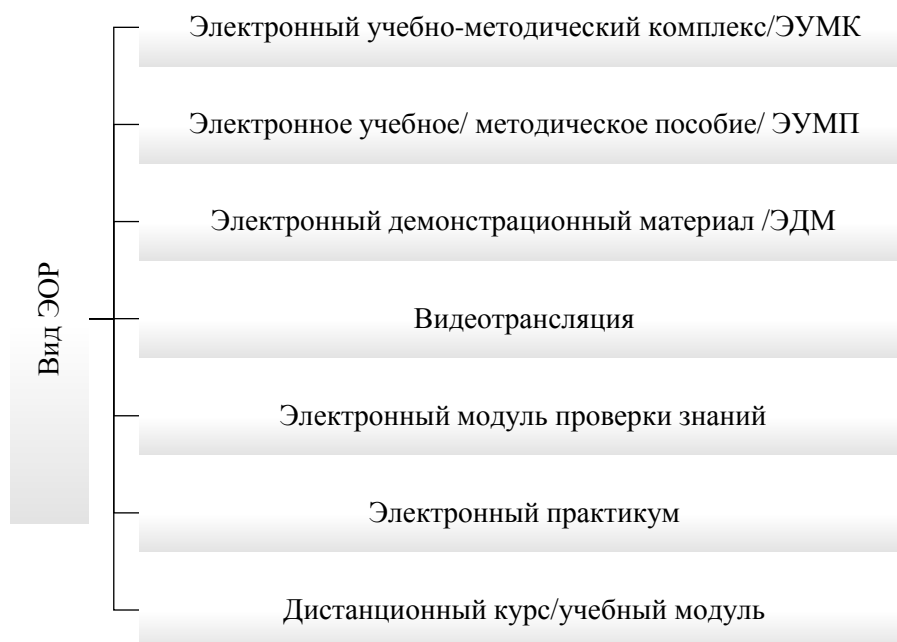 Вид ЭОР
Электронный учебно-методический комплекс/ЭУМК
Электронное учебное/ методическое пособие/ ЭУМП
Электронный демонстрационный материал /ЭДМ
Видеотрансляция
Электронный модуль проверки знаний
Электронный практикум
Дистанционный курс/учебный модуль